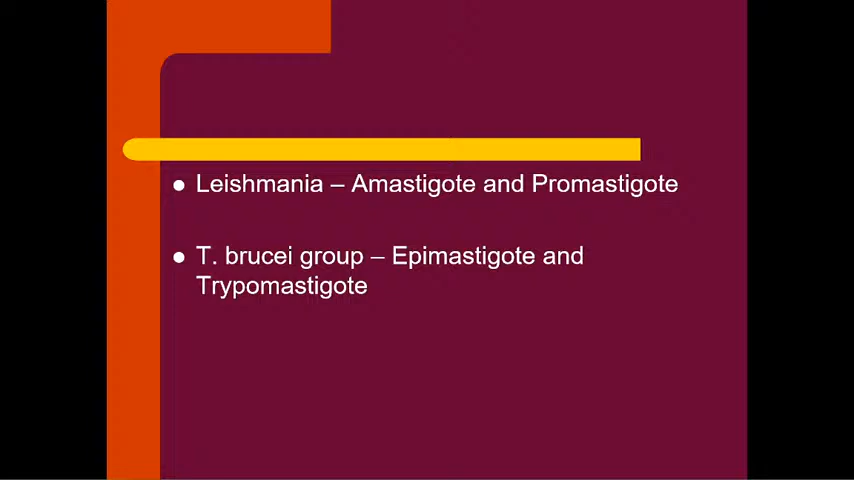 ● Leishmania – Amastigote and Promastigote
● T. brucei group – Epimastigote and
Trypomastigote